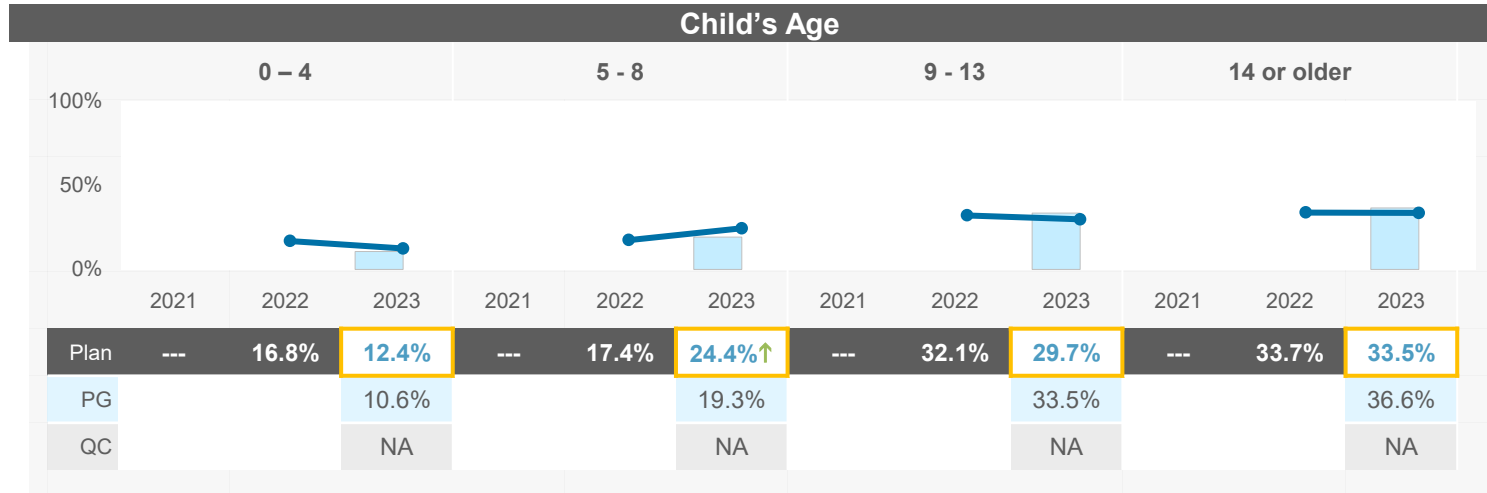 Child’s Age
0 – 4 5 - 8 9 - 13 14 or older
100%
50%
0%
2021 2022 2023 2021 2022 2023 2021 2022 2023 2021 2022 2023
Plan --- 16.8% 12.4% --- 17.4% 24.4%↑ --- 32.1% 29.7% --- 33.7% 33.5%
PG 10.6% 19.3% 33.5% 36.6%
QC NA NA NA NA